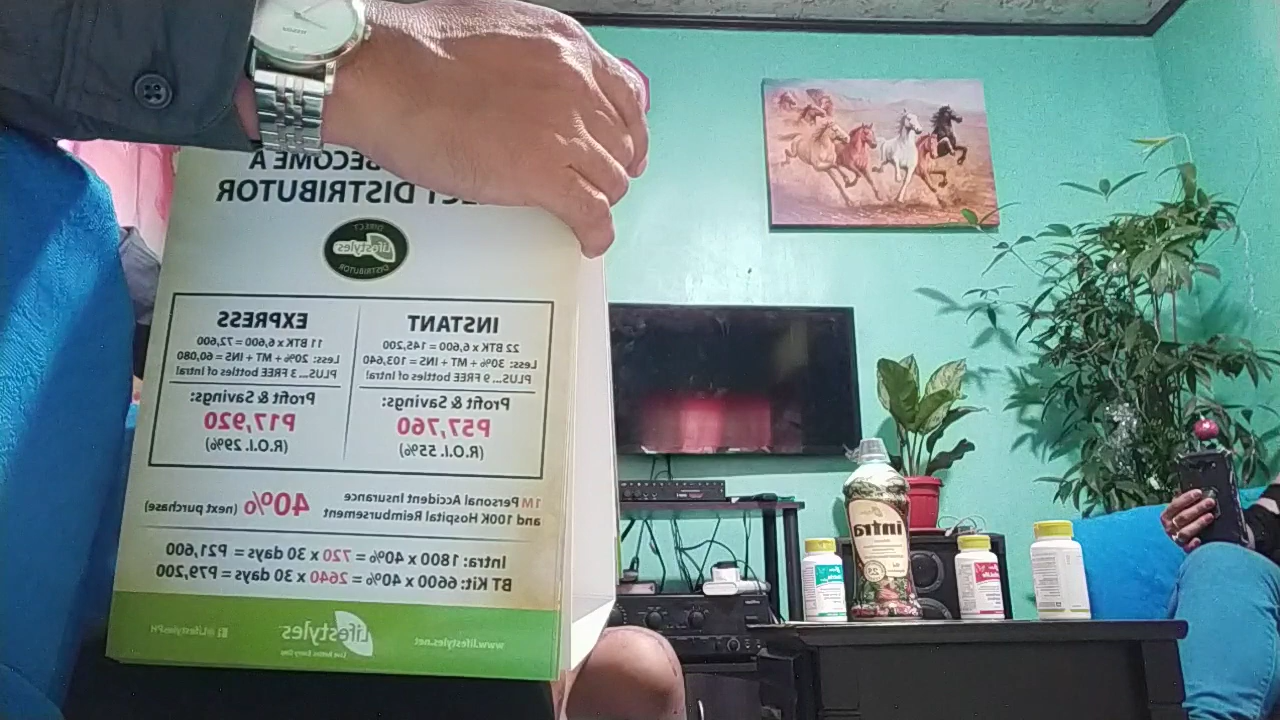 BECOME A
DIRECT DISTRIBUTOR
DIRECT
Lifestyles
DISTRIBUTOR
INSTANT
22 BTK x 6,600 = 145,200
Less: 30% + MT + INS = 103,640
PLUS... 9 FREE bottles of Intra!
Profit & Savings:
P57,760
(R.O.I. 55%)
EXPRESS
11 BTK x 6,600 = 72,600
Less: 20% + MT + INS = 60,080
PLUS... 3 FREE bottles of Intra!
Profit & Savings:
P17,920
(R.O.I. 29%)
1M Personal Accident Insurance
and 100K Hospital Reimbursement
40% (next purchase)
Intra: 1800 x 40% = 720 x 30 days = P21,600
BT Kit: 6600 x 40% = 2640 x 30 days = P79,200
www.lifestyles.net
Lifestyles
Live better. Every Day.
@LifestylesPH
intra